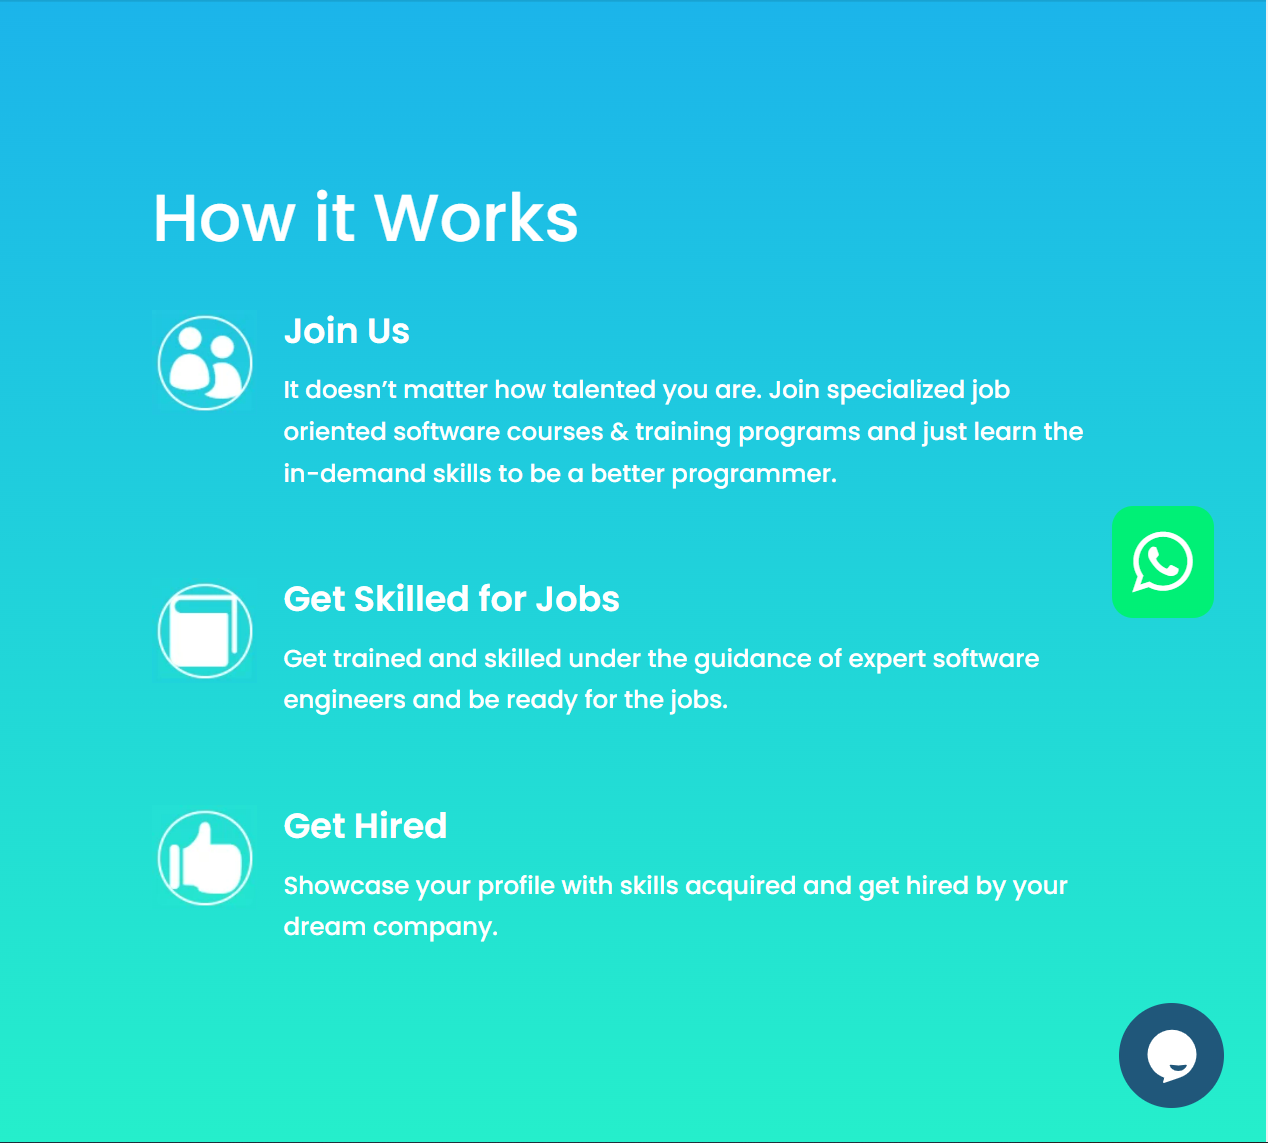 How it Works
Join Us
It doesn’t matter how talented you are. Join specialized job
oriented software courses & training programs and just learn the
in-demand skills to be a better programmer.
Get Skilled for Jobs
Get trained and skilled under the guidance of expert software
engineers and be ready for the jobs.
Get Hired
Showcase your profile with skills acquired and get hired by your
dream company.